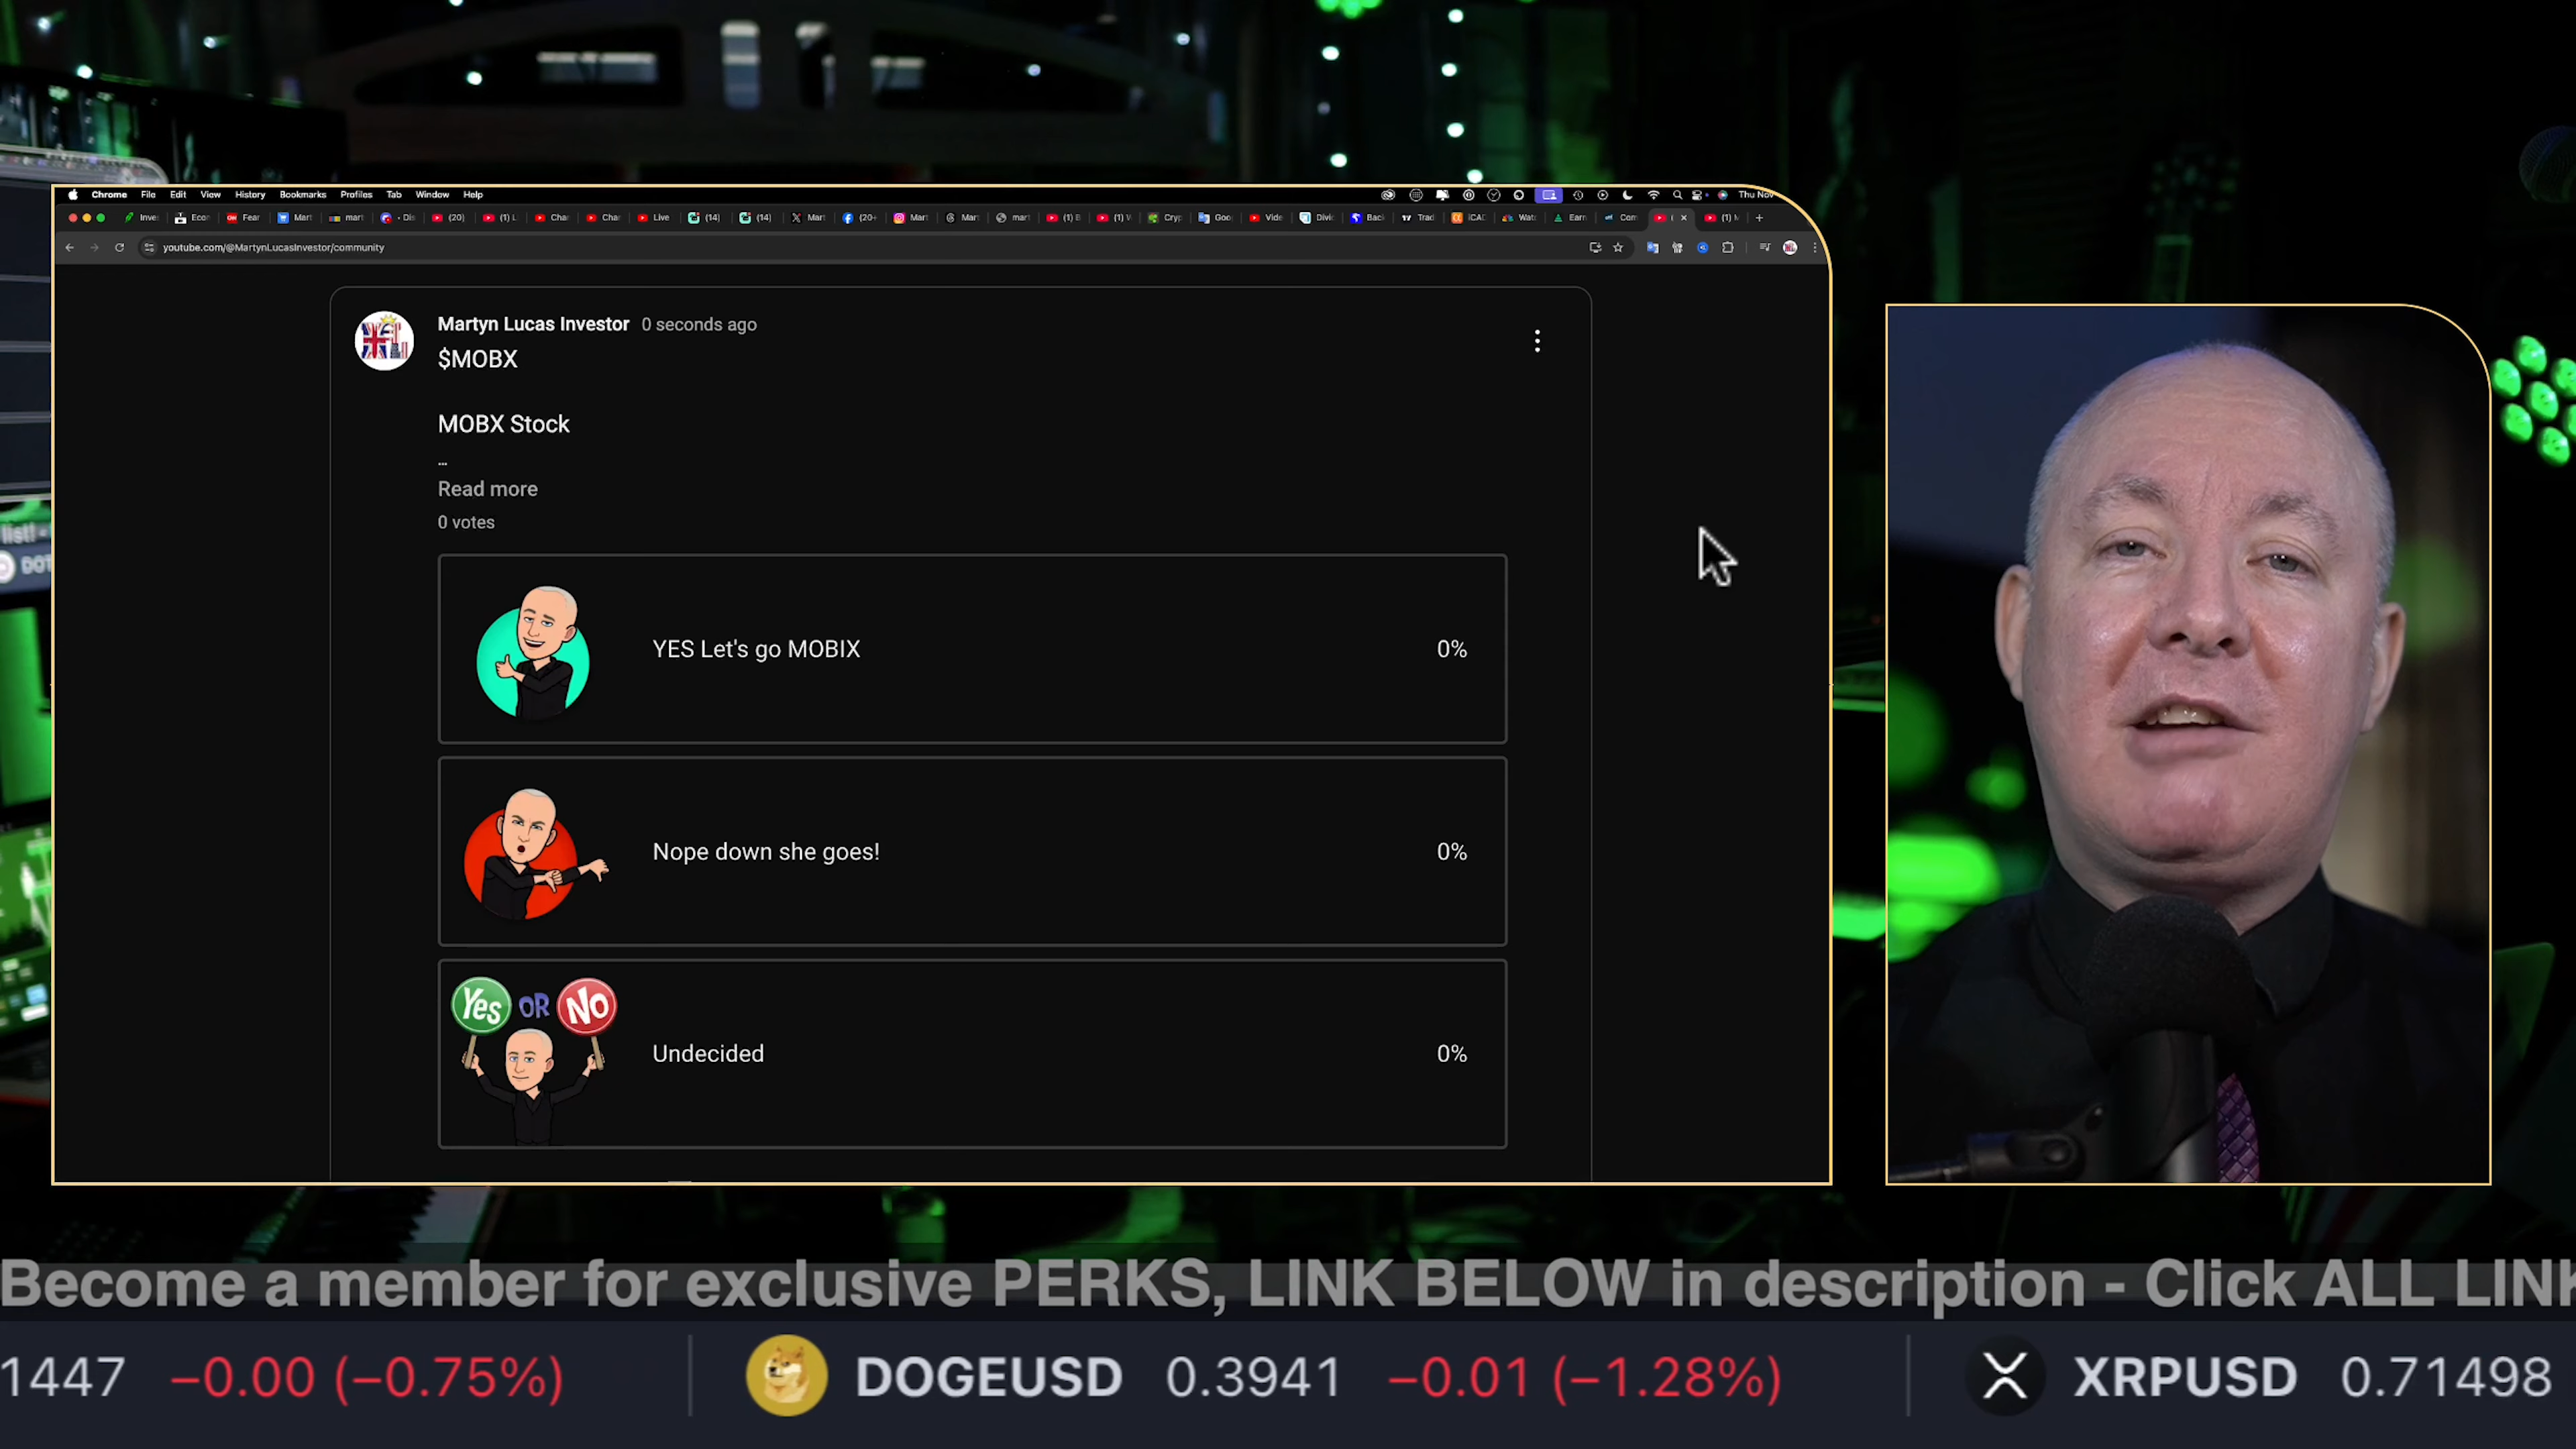 Chrome File Edit View History Bookmarks Profiles Tab Window Help
Thu Nov
youtube.com/@MartynLucasInvestor/community
Martyn Lucas Investor 0 seconds ago
$MOBX
MOBX Stock
...
Read more
0 votes
YES Let's go MOBIX 0%
Nope down she goes! 0%
Yes OR No
Undecided 0%
Become a member for exclusive PERKS, LINK BELOW in description - Click ALL LINK
1447 −0.00 (−0.75%) DOGEUSD 0.3941 −0.01 (−1.28%) XRPUSD 0.71498